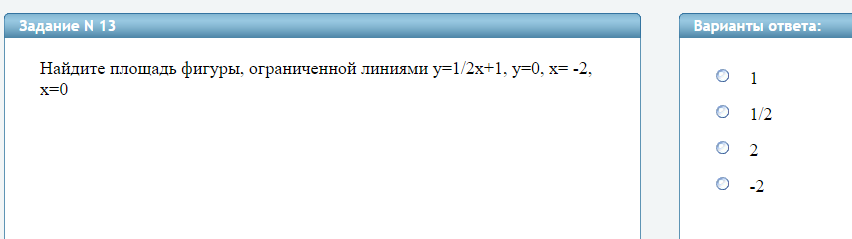 Задание N 13
Найдите площадь фигуры, ограниченной линиями y=1/2x+1, y=0, x= -2,
x=0
Варианты ответа:
1
1/2
2
-2